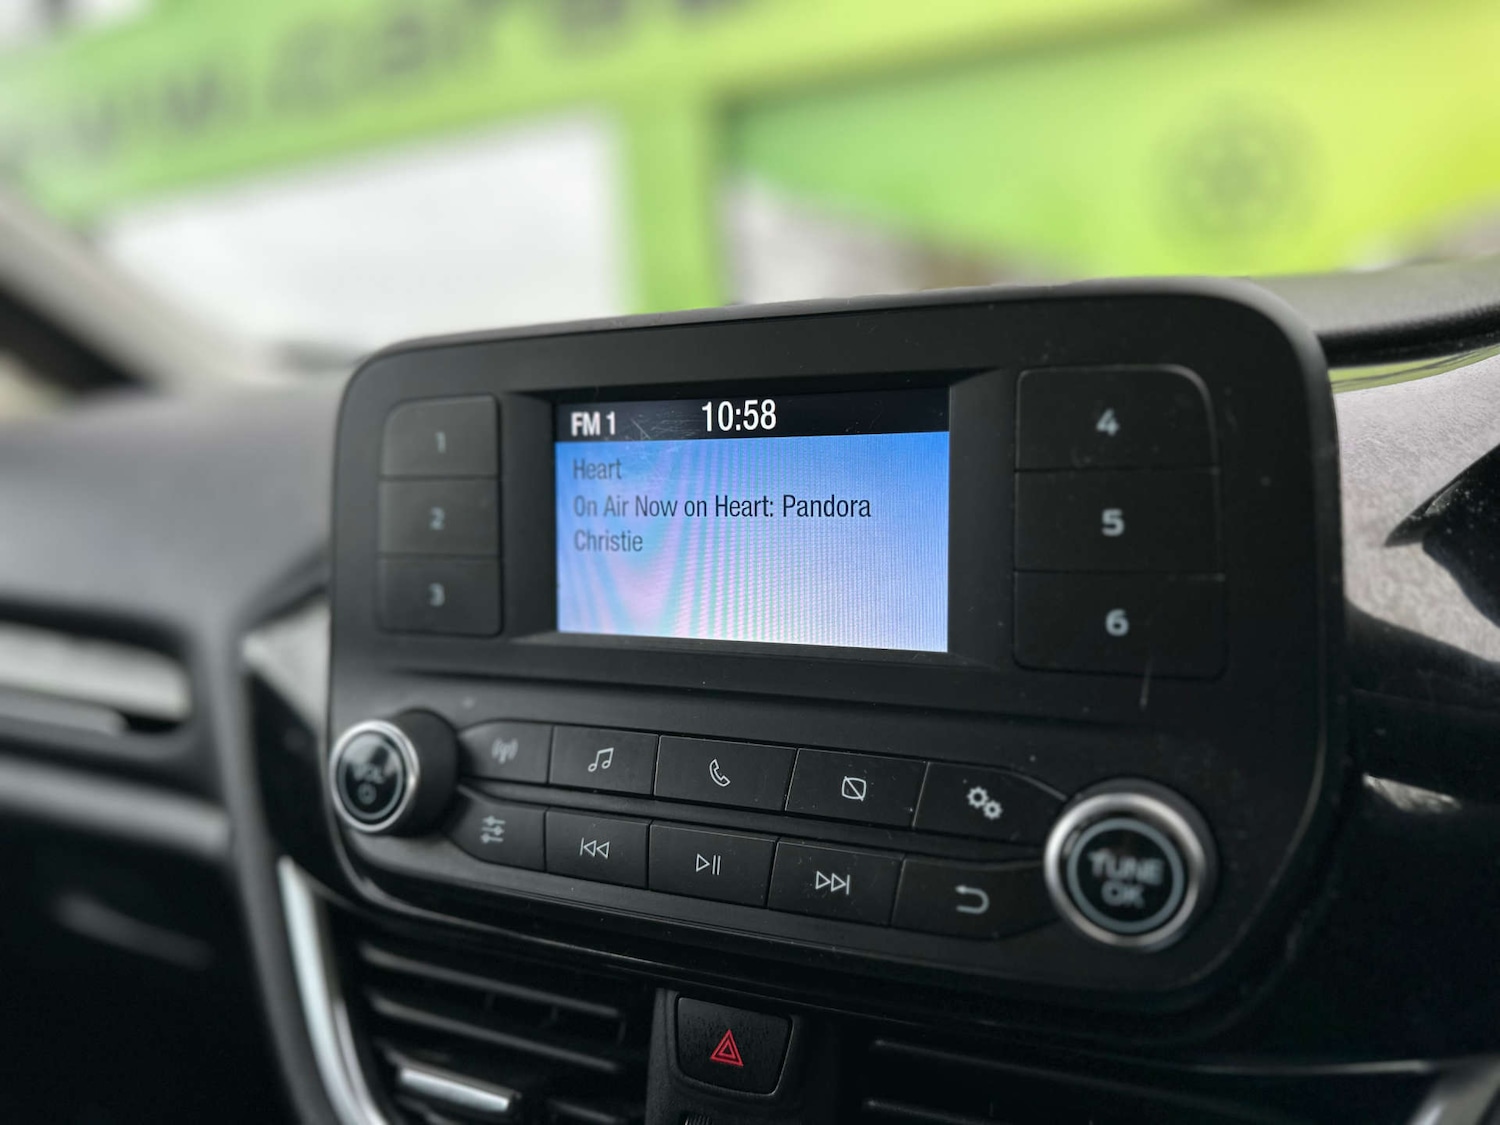 FM 1 10:58
Heart
On Air Now on Heart: Pandora
Christie
1
2
3
4
5
6
VOL
TUNE
OK